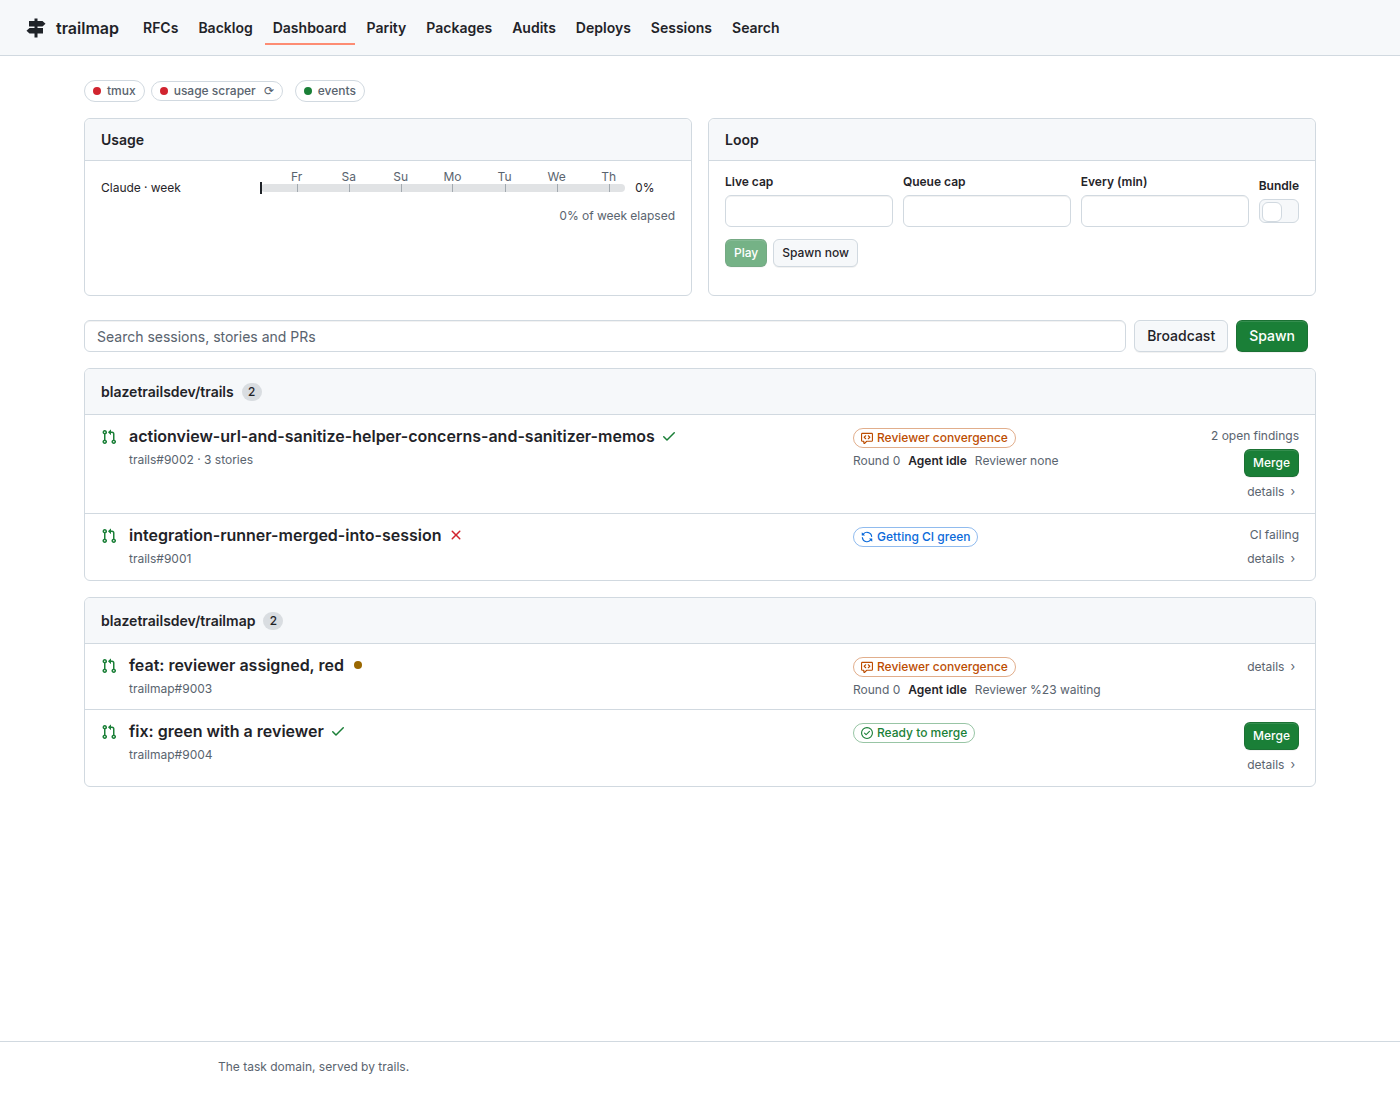 trailmap RFCs Backlog Dashboard Parity Packages Audits Deploys Sessions Search
tmux usage scraper ⟳ events
Usage
Fr Sa Su Mo Tu We Th
Claude · week 0%
0% of week elapsed
Loop
Live cap Queue cap Every (min) Bundle
Play Spawn now
Search sessions, stories and PRs Broadcast Spawn
blazetrailsdev/trails 2
actionview-url-and-sanitize-helper-concerns-and-sanitizer-memos Reviewer convergence 2 open findings
trails#9002 · 3 stories Round 0 Agent idle Reviewer none Merge
details ›
integration-runner-merged-into-session Getting CI green CI failing
trails#9001 details ›
blazetrailsdev/trailmap 2
feat: reviewer assigned, red Reviewer convergence details ›
trailmap#9003 Round 0 Agent idle Reviewer %23 waiting
fix: green with a reviewer Ready to merge Merge
trailmap#9004 details ›
The task domain, served by trails.